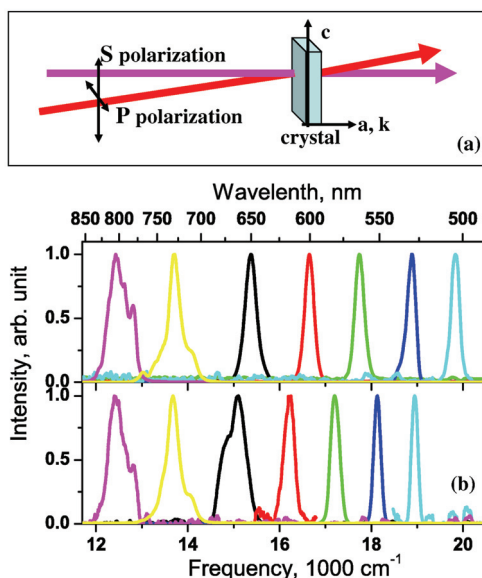 c
S polarization
P polarization
crystal
a, k
(a)
Wavelenth, nm
850 800 750 700 650 600 550 500
Intensity, arb. unit
1.0
0.5
0.0
1.0
0.5
0.0
(b)
12 14 16 18 20
Frequency, 1000 cm⁻¹